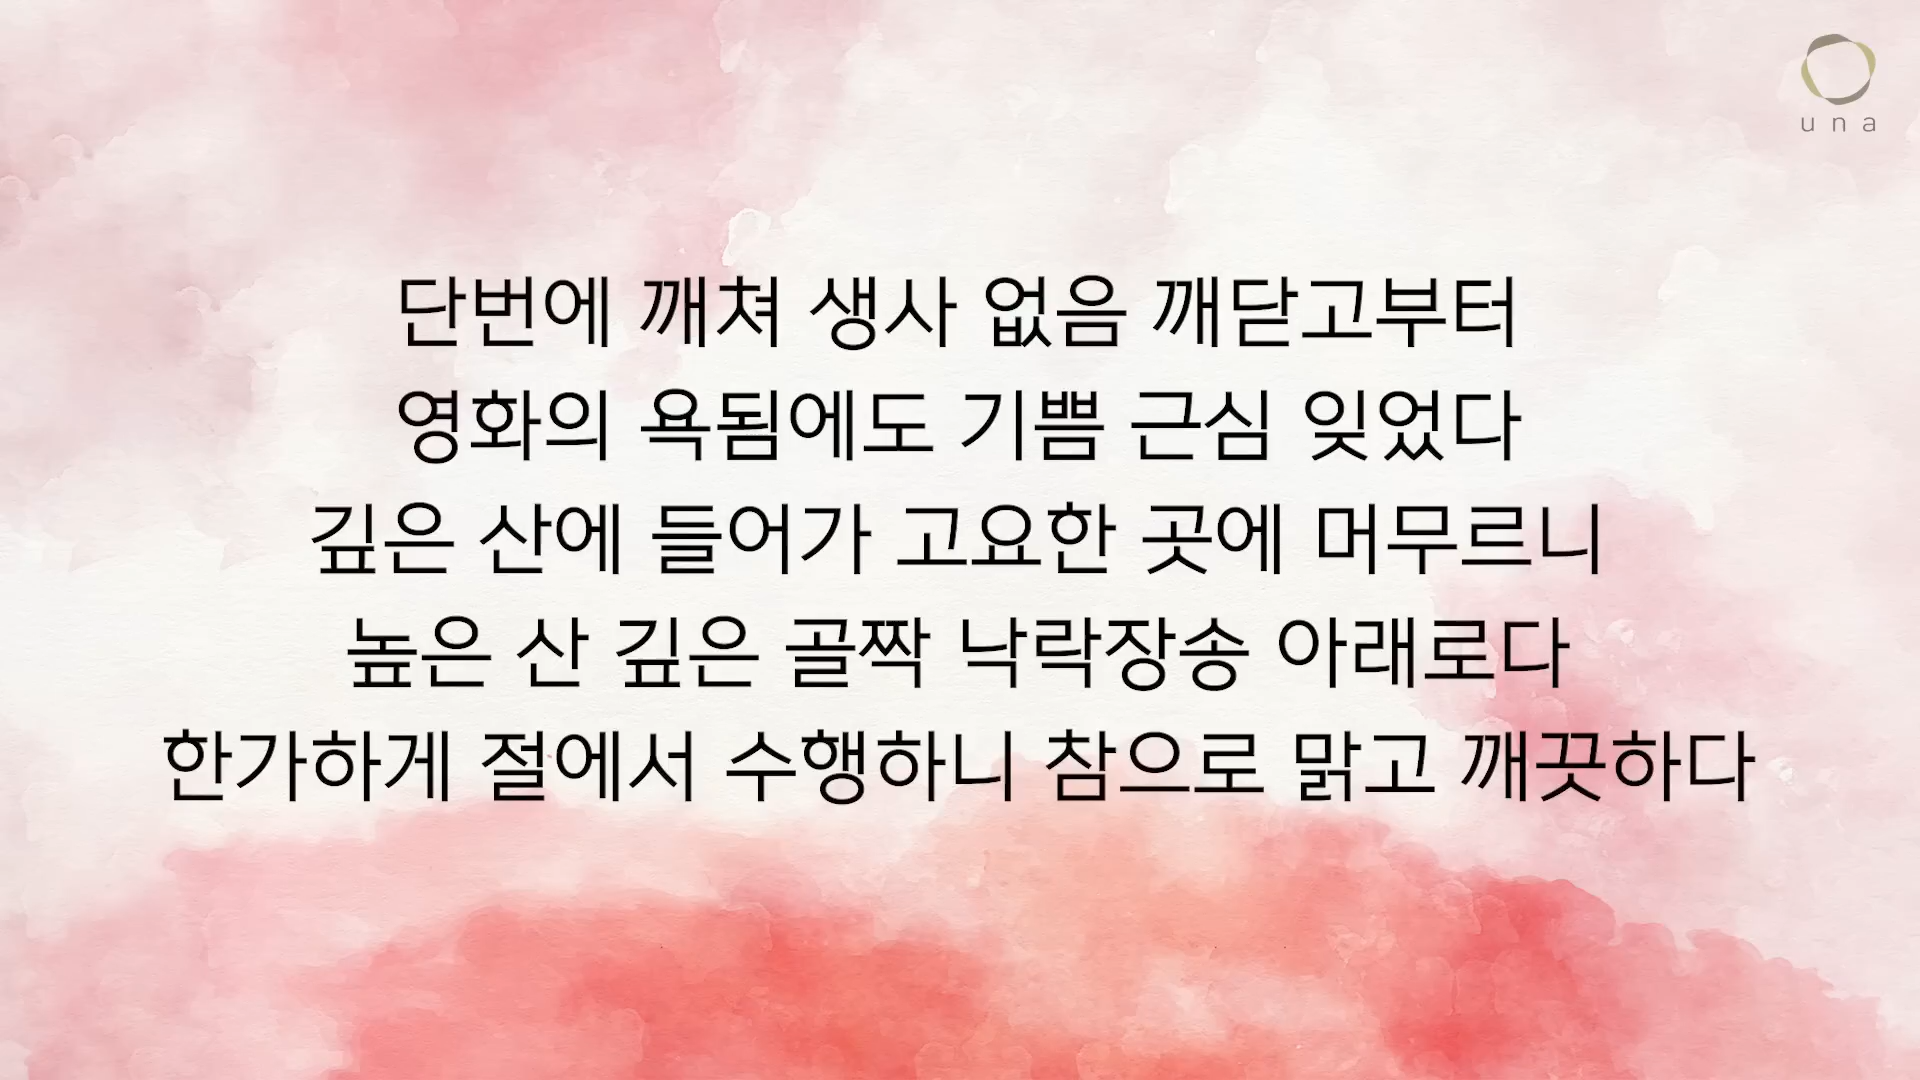 una
단번에 깨쳐 생사 없음 깨닫고부터
영화의 욕됨에도 기쁨 근심 잊었다
깊은 산에 들어가 고요한 곳에 머무르니
높은 산 깊은 골짝 낙락장송 아래로다
한가하게 절에서 수행하니 참으로 맑고 깨끗하다